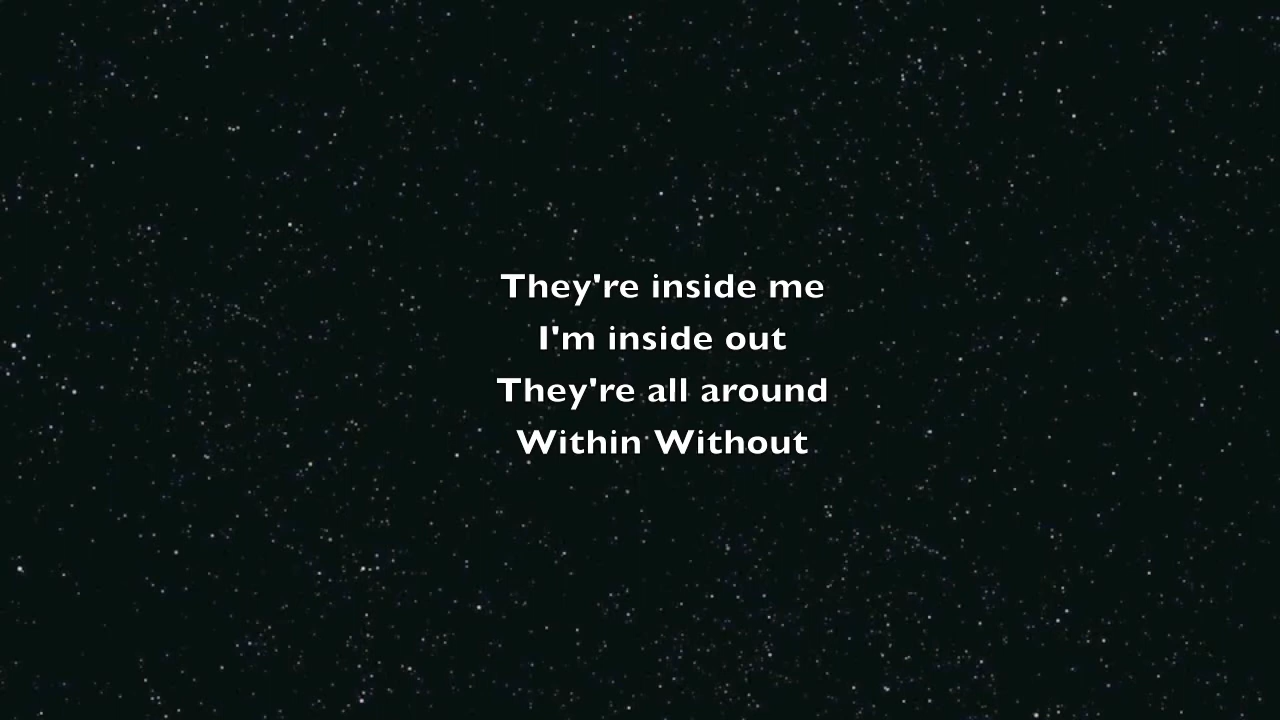 They're inside me
I'm inside out
They're all around
Within Without